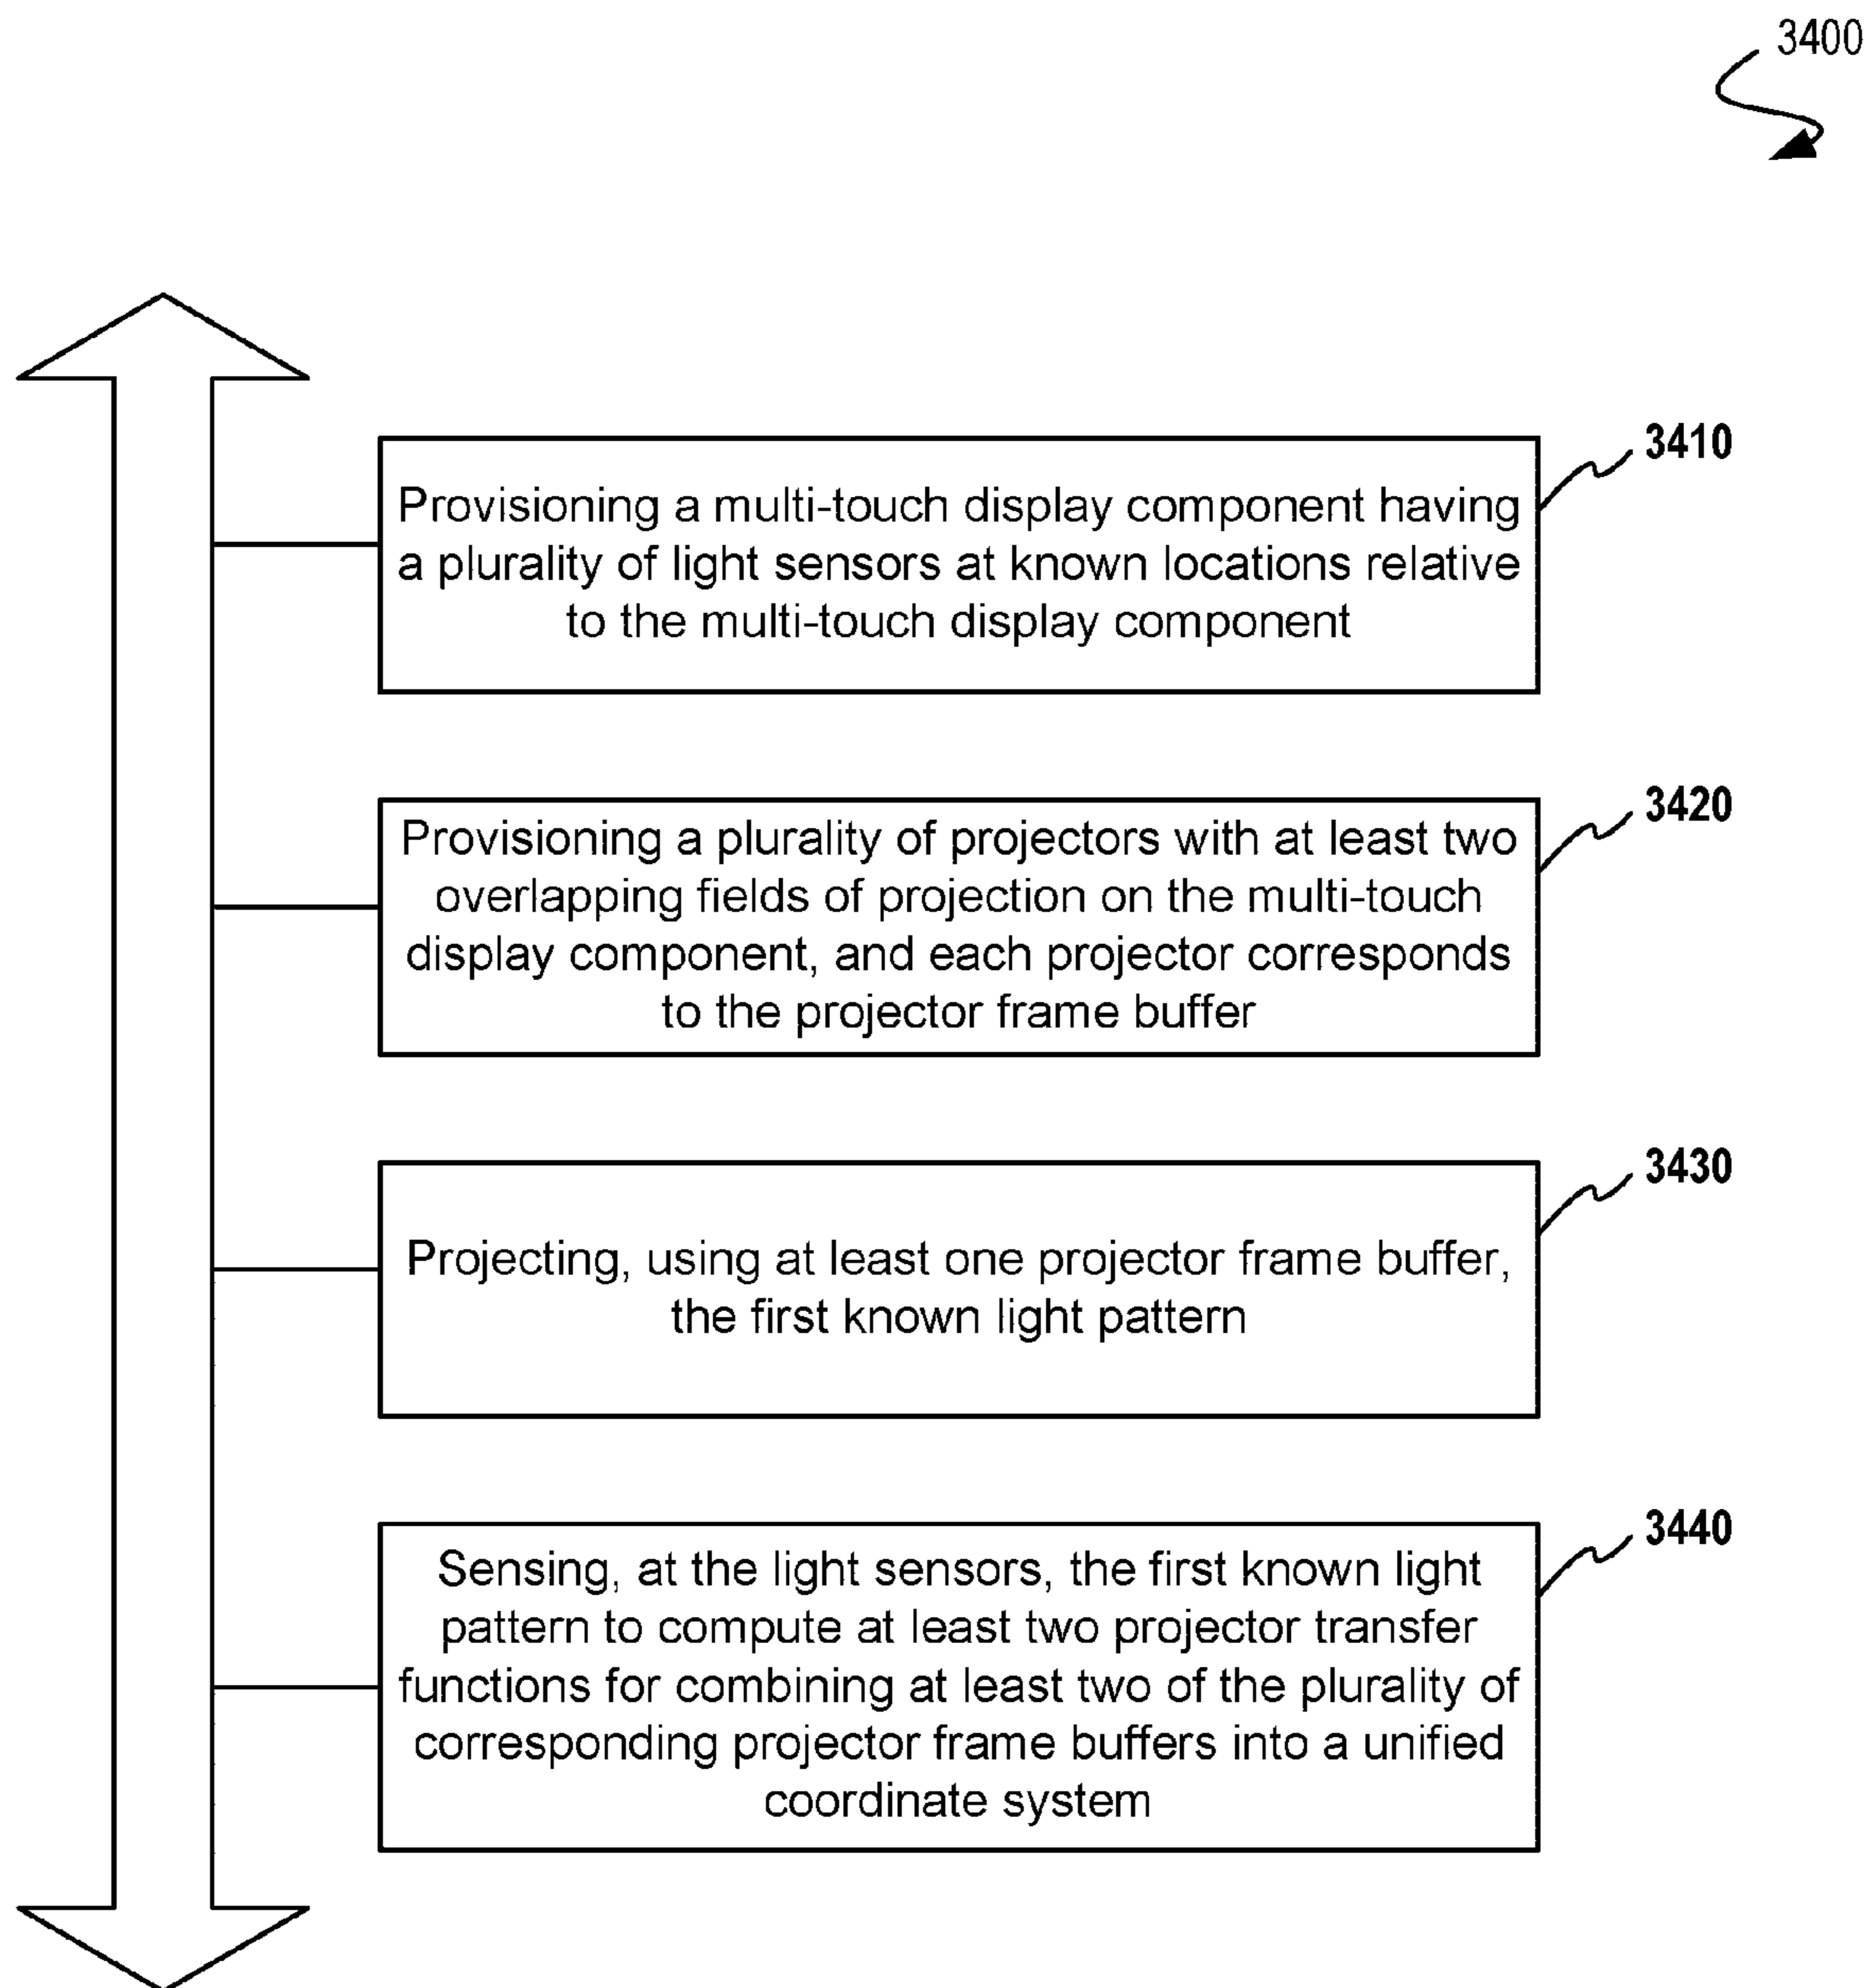 3400
3410
Provisioning a multi-touch display component having
a plurality of light sensors at known locations relative
to the multi-touch display component
3420
Provisioning a plurality of projectors with at least two
overlapping fields of projection on the multi-touch
display component, and each projector corresponds
to the projector frame buffer
3430
Projecting, using at least one projector frame buffer,
the first known light pattern
3440
Sensing, at the light sensors, the first known light
pattern to compute at least two projector transfer
functions for combining at least two of the plurality of
corresponding projector frame buffers into a unified
coordinate system